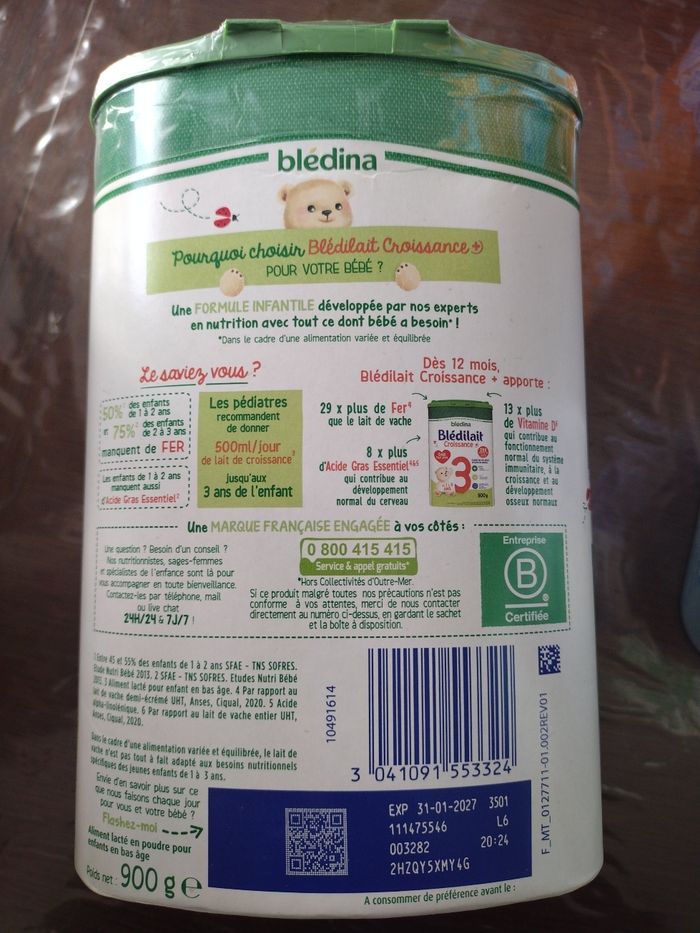 blédina
Pourquoi choisir Blédilait Croissance +
POUR VOTRE BÉBÉ ?
Une FORMULE INFANTILE développée par nos experts
en nutrition avec tout ce dont bébé a besoin* !
*Dans le cadre d'une alimentation variée et équilibrée
Le saviez vous ?
50%¹ des enfants
de 1 à 2 ans
et 75%² des enfants
de 2 à 3 ans
manquent de FER
Les enfants de 1 à 2 ans
manquent aussi
d'Acide Gras Essentiel²
Les pédiatres
recommandent
de donner
500ml/jour
de lait de croissance³
jusqu'aux
3 ans de l'enfant
Dès 12 mois,
Blédilait Croissance + apporte :
29 x plus de Fer⁴
que le lait de vache
8 x plus
d'Acide Gras Essentiel⁴⁶⁵
qui contribue au
développement
normal du cerveau
blédina
Blédilait
Croissance +
3
900g
13 x plus
de Vitamine D⁶
qui contribue au
fonctionnement
normal du système
immunitaire, à la
croissance et au
développement
osseux normaux
Une MARQUE FRANÇAISE ENGAGÉE à vos côtés :
Une question ? Besoin d'un conseil ?
Nos nutritionnistes, sages-femmes
et spécialistes de l'enfance sont là pour
vous accompagner en toute bienveillance.
Contactez-les par téléphone, mail
ou live chat
24H/24 & 7J/7 !
0 800 415 415
Service & appel gratuits*
*Hors Collectivités d'Outre-Mer
Si ce produit malgré toutes nos précautions n'est pas
conforme à vos attentes, merci de nous contacter
directement au numéro ci-dessus, en gardant le sachet
et la boîte à disposition.
Entreprise
B
Certifiée
1 Entre 45 et 55% des enfants de 1 à 2 ans SFAE - TNS SOFRES.
Etude Nutri Bébé 2013. 2 SFAE - TNS SOFRES. Etudes Nutri Bébé
2013. 3 Aliment lacté pour enfant en bas âge. 4 Par rapport au
lait de vache demi-écrémé UHT, Anses, Ciqual, 2020. 5 Acide
alpha-linolénique. 6 Par rapport au lait de vache entier UHT,
Anses, Ciqual, 2020.
Dans le cadre d'une alimentation variée et équilibrée, le lait de
vache n'est pas tout à fait adapté aux besoins nutritionnels
spécifiques des jeunes enfants de 1 à 3 ans.
Envie d'en savoir plus sur ce
que nous faisons chaque jour
pour vous et votre bébé ?
Flashez-moi
Aliment lacté en poudre pour
enfants en bas âge
Poids net : 900 g e
10491614
3 041091 553324
F_MT_0127711-01.002REV01
EXP 31-01-2027 3501
111475546 L6
003282 20:24
2HZQY5XMY4G
A consommer de préférence avant le :